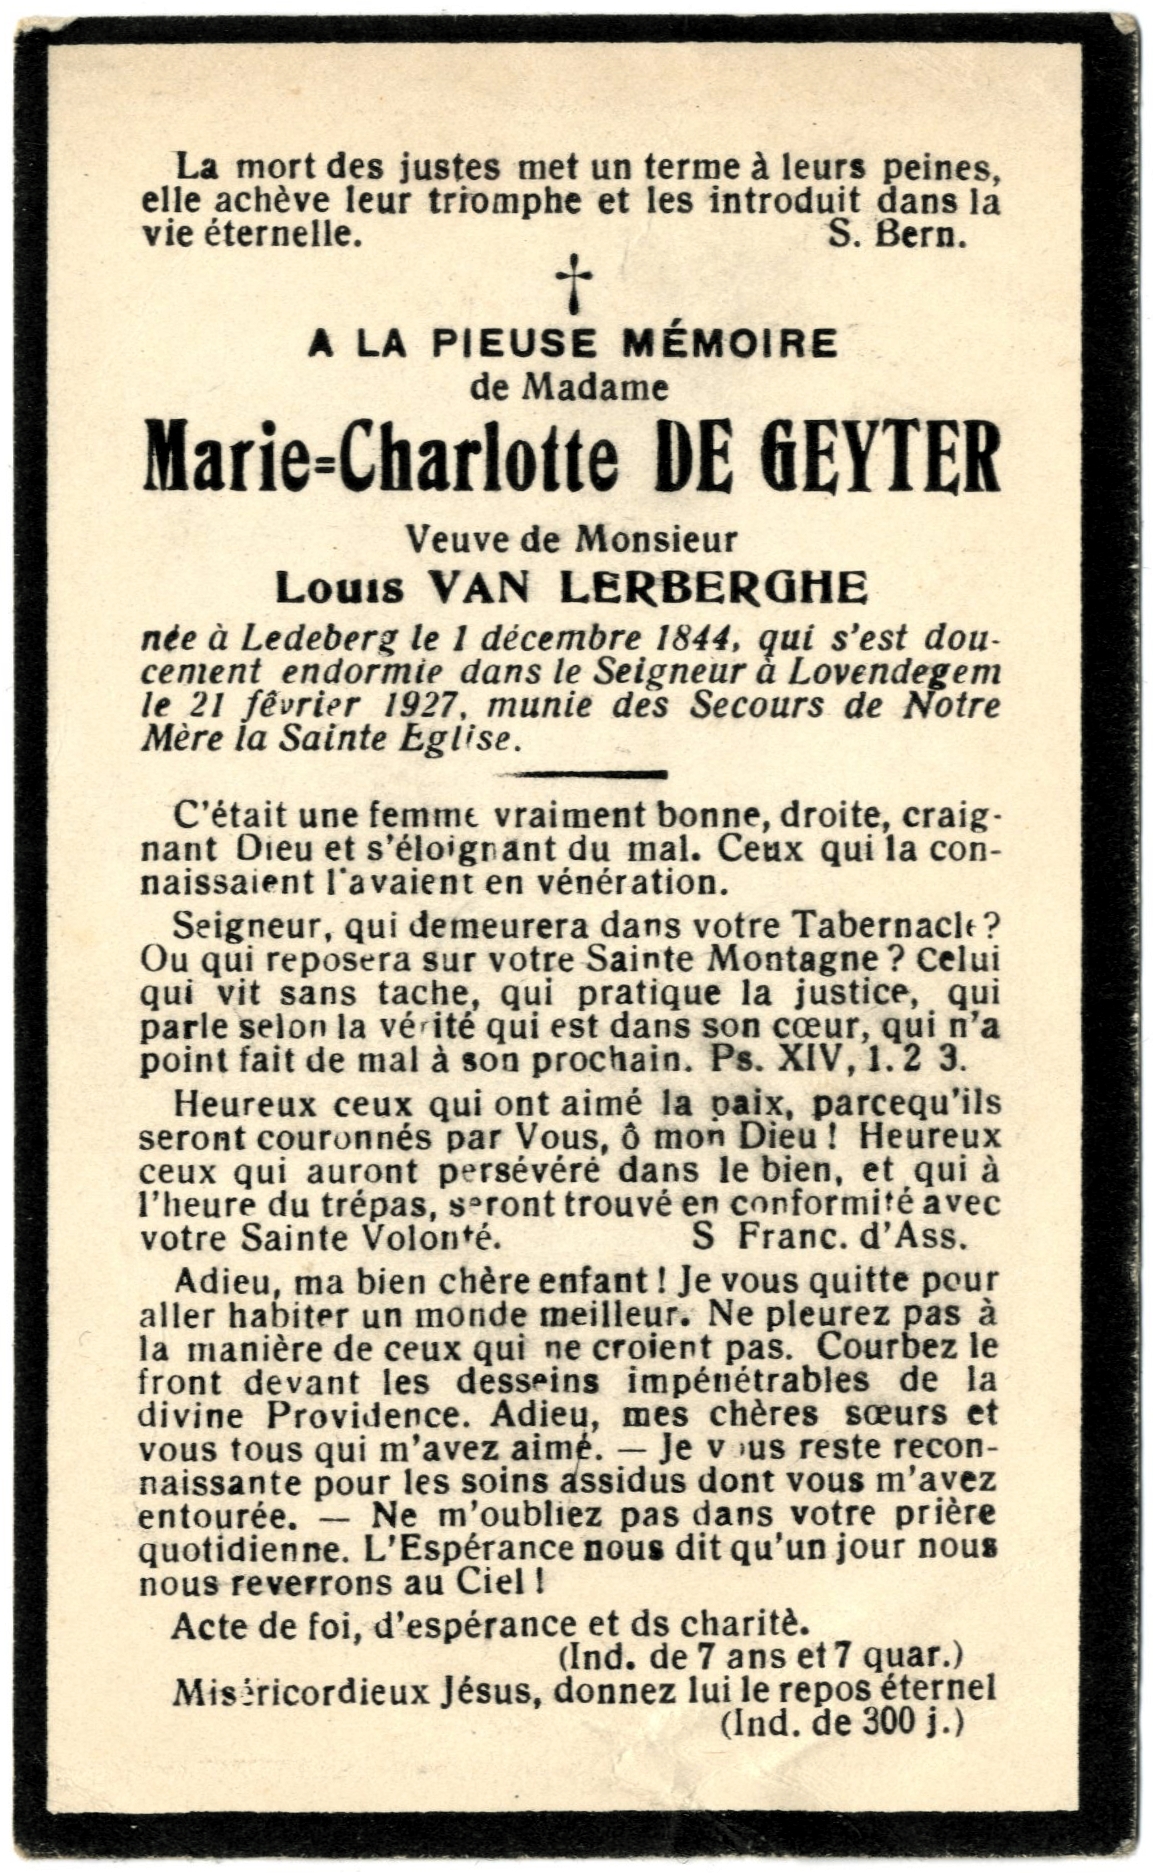 La mort des justes met un terme à leurs peines,
elle achève leur triomphe et les introduit dans la
vie éternelle. S. Bern.
†
A LA PIEUSE MÉMOIRE
de Madame
Marie=Charlotte DE GEYTER
Veuve de Monsieur
Louis VAN LERBERGHE
née à Ledeberg le 1 décembre 1844, qui s'est dou-
cement endormie dans le Seigneur à Lovendegem
le 21 fêvrier 1927, munie des Secours de Notre
Mère la Sainte Eglise.
C'était une femme vraiment bonne, droite, craig-
nant Dieu et s'éloignant du mal. Ceux qui la con-
naissaient l'avaient en vénération.
Seigneur, qui demeurera dans votre Tabernacle?
Ou qui reposera sur votre Sainte Montagne? Celui
qui vit sans tache, qui pratique la justice, qui
parle selon la vérité qui est dans son cœur, qui n'a
point fait de mal à son prochain. Ps. XIV, 1. 2 3.
Heureux ceux qui ont aimé la paix, parcequ'ils
seront couronnés par Vous, ô mon Dieu! Heureux
ceux qui auront persévéré dans le bien, et qui à
l'heure du trépas, seront trouvé en conformité avec
votre Sainte Volonté. S Franc. d'Ass.
Adieu, ma bien chère enfant! Je vous quitte pour
aller habiter un monde meilleur. Ne pleurez pas à
la manière de ceux qui ne croient pas. Courbez le
front devant les desseins impénétrables de la
divine Providence. Adieu, mes chères sœurs et
vous tous qui m'avez aimé. — Je vous reste recon-
naissante pour les soins assidus dont vous m'avez
entourée. — Ne m'oubliez pas dans votre prière
quotidienne. L'Espérance nous dit qu'un jour nous
nous reverrons au Ciel!
Acte de foi, d'espérance et ds charitè.
(Ind. de 7 ans et 7 quar.)
Miséricordieux Jésus, donnez lui le repos éternel
(Ind. de 300 j.)